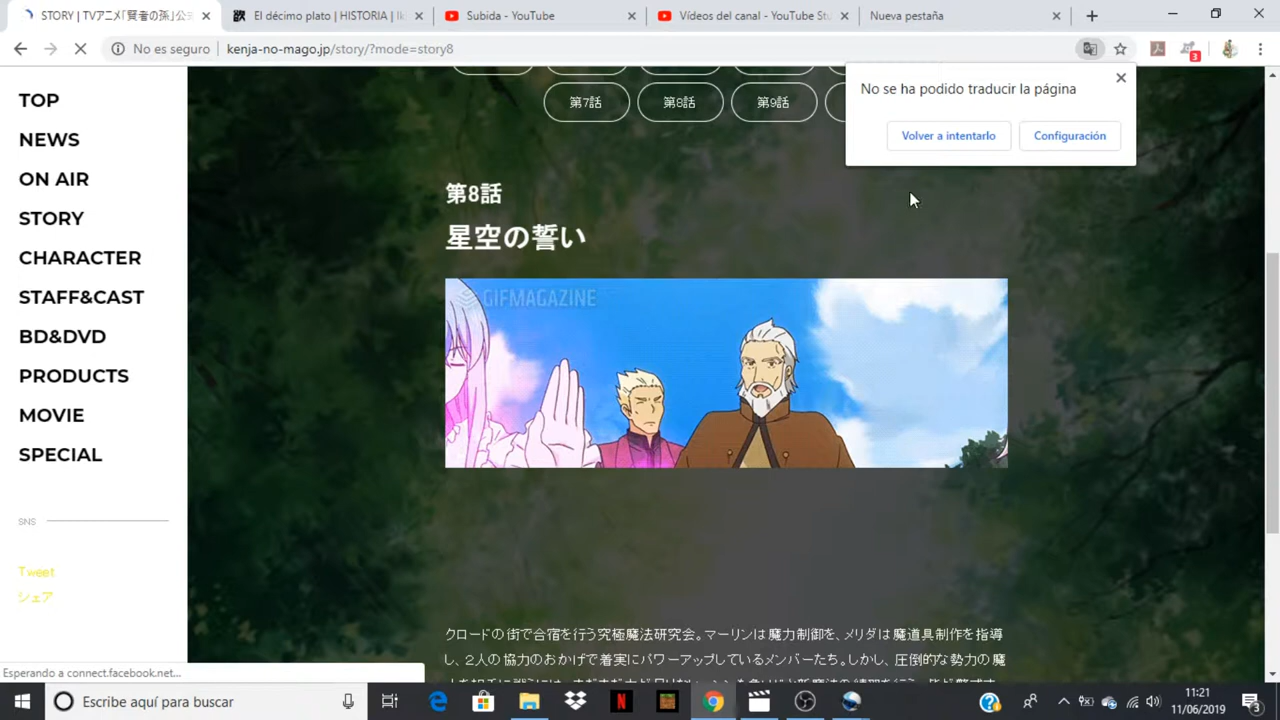 STORY | TVアニメ「賢者の孫」公式
El décimo plato | HISTORIA |
Subida - YouTube
Vídeos del canal - YouTube Stu
Nueva pestaña
No es seguro
kenja-no-mago.jp/story/?mode=story8
3
No se ha podido traducir la página
Volver a intentarlo
Configuración
TOP
NEWS
ON AIR
STORY
CHARACTER
STAFF&CAST
BD&DVD
PRODUCTS
MOVIE
SPECIAL
SNS
Tweet
シェア
第7話
第8話
第9話
第8話
星空の誓い
GIFMAGAZINE
クロードの街で合宿を行う究極魔法研究会。マーリンは魔力制御を、メリダは魔道具制作を指導
し、2人の協力のおかげで着実にパワーアップしているメンバーたち。しかし、圧倒的な勢力の魔
Esperando a connect.facebook.net...
Escribe aquí para buscar
11:21
11/06/2019
3